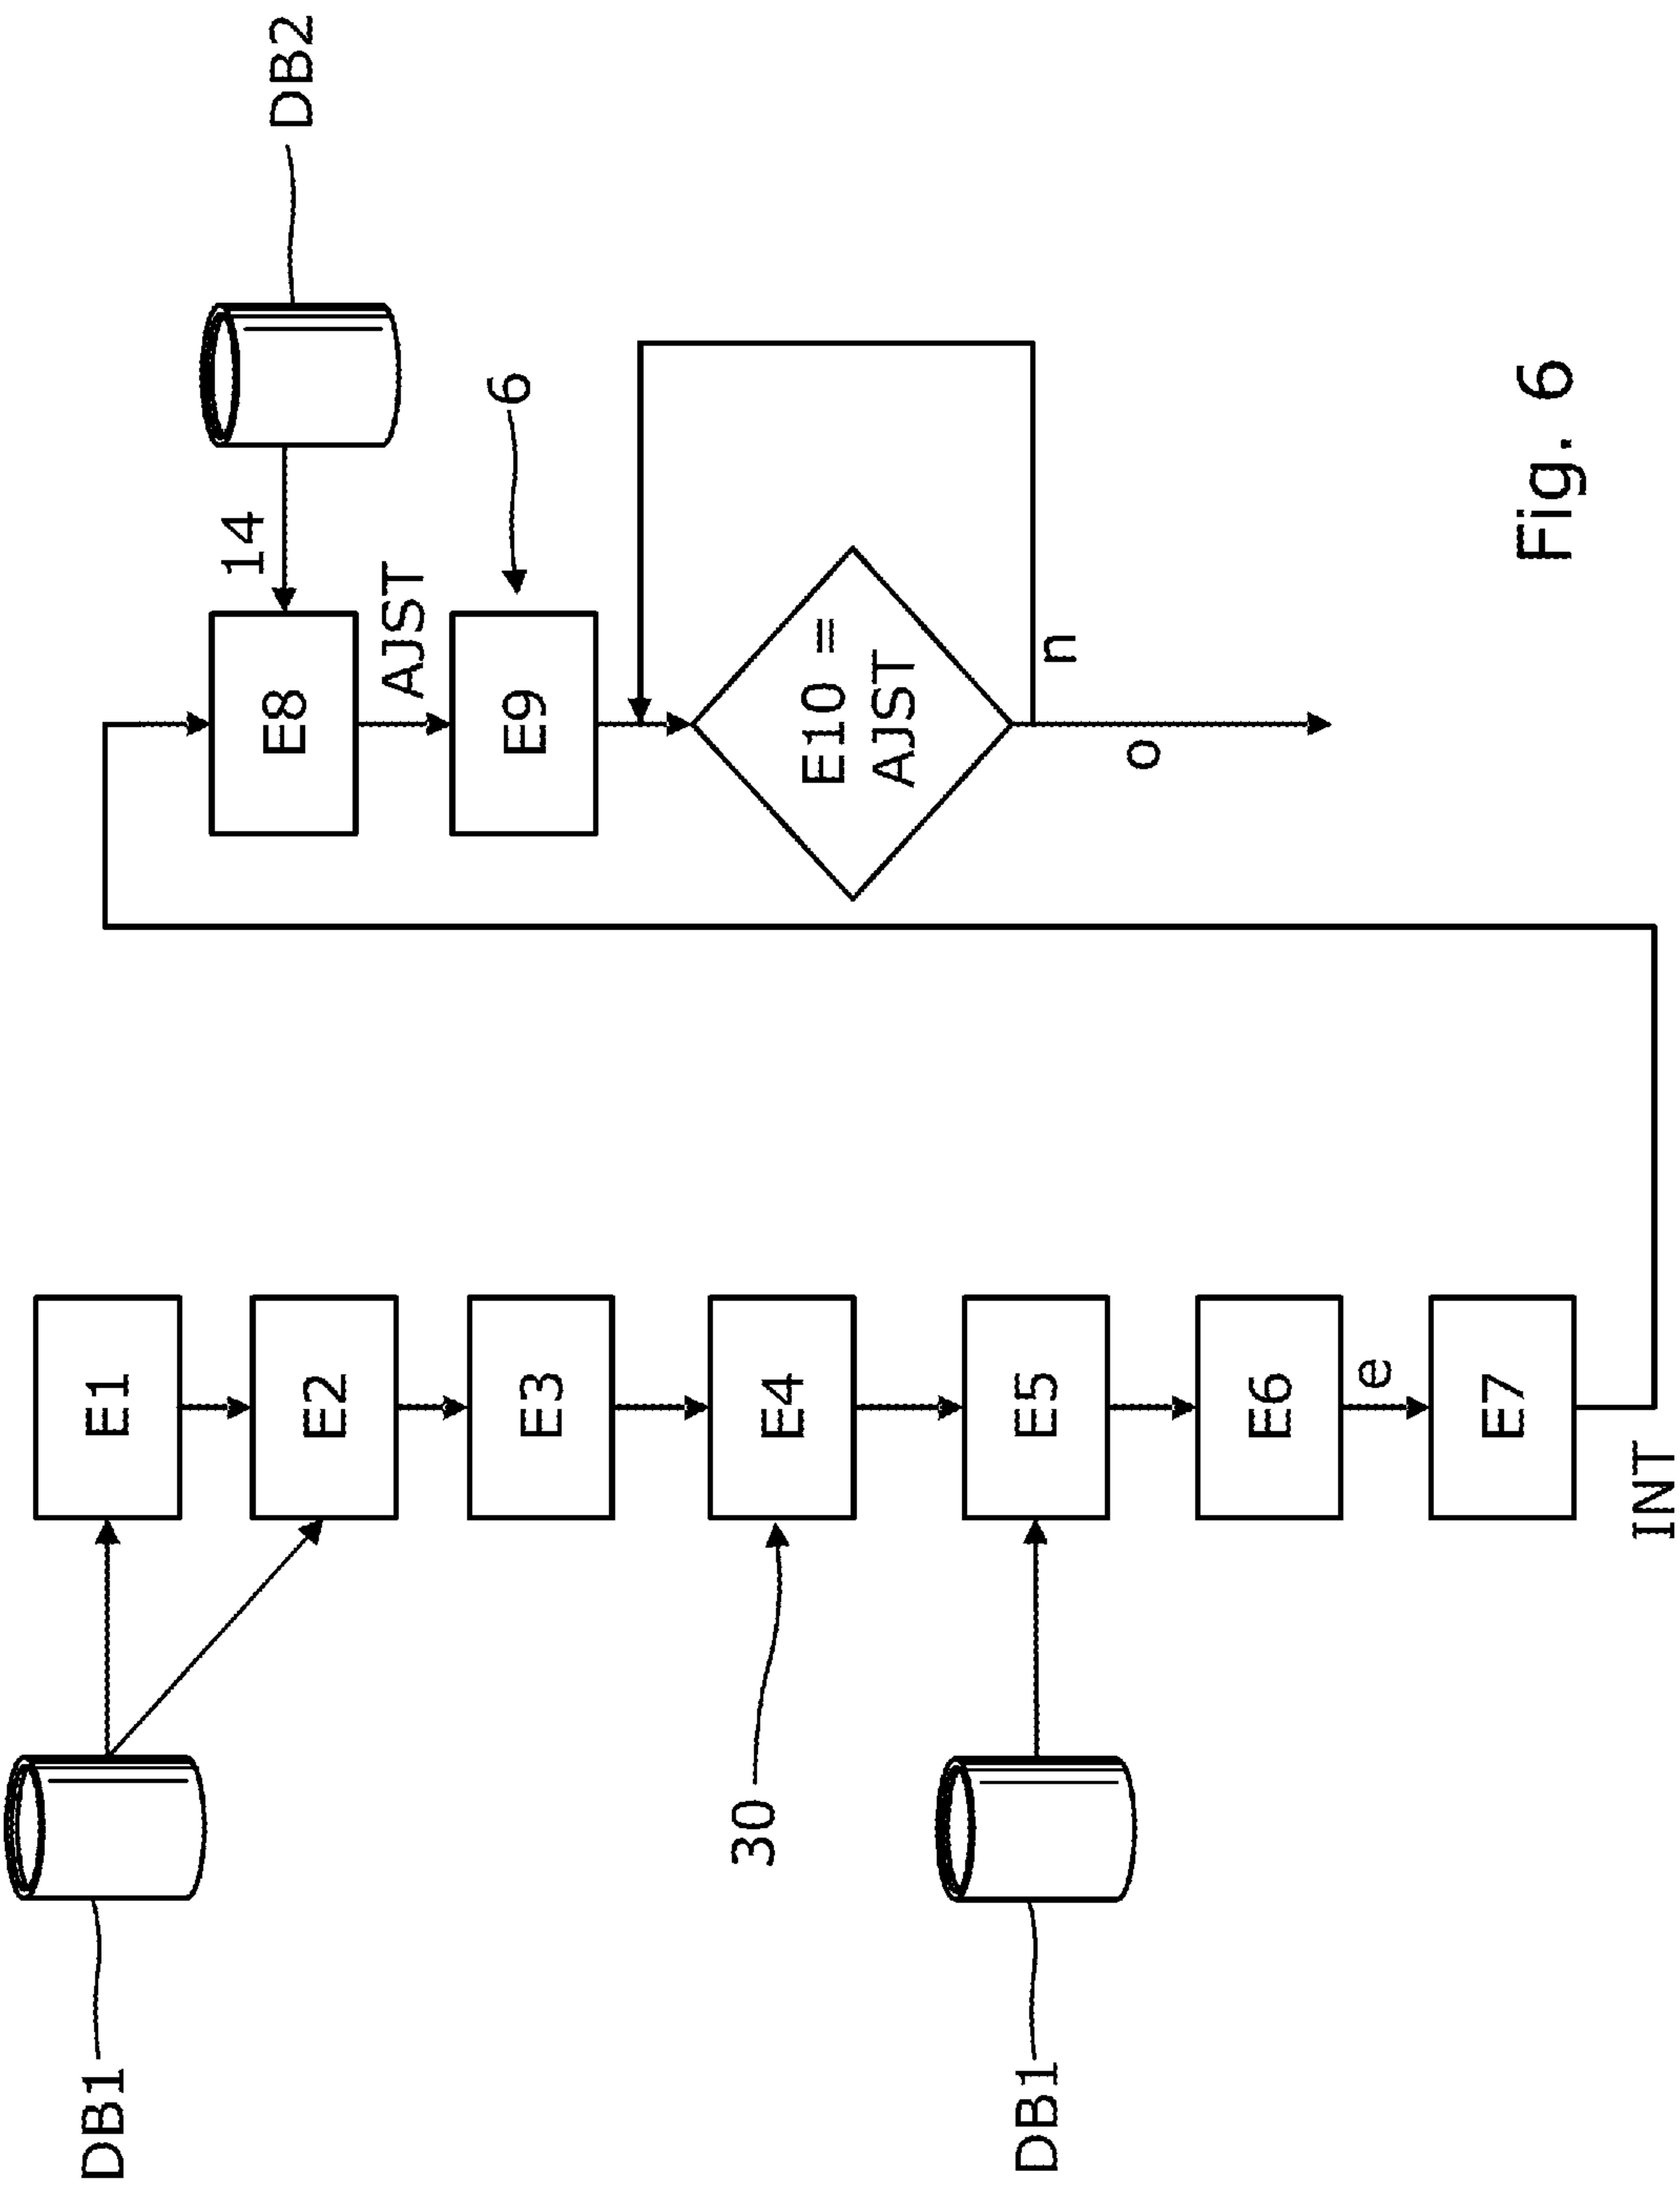 DB1
E1
E2
E3
30
E4
DB1
E5
E6
e
E7
INT
DB2
14
E8
AJST
6
E9
E10 =
AJST
n
o
Fig. 6